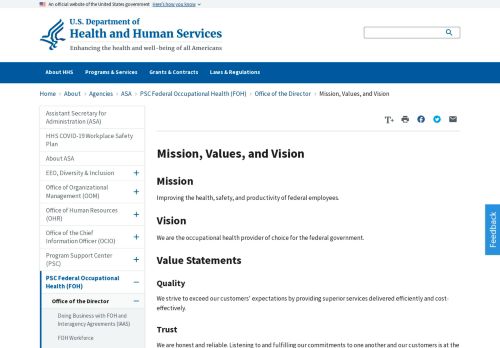 An official website of the United States government Here's how you know
U.S. Department of
Health and Human Services
Enhancing the health and well-being of all Americans
About HHS Programs & Services Grants & Contracts Laws & Regulations
Home › About › Agencies › ASA › PSC Federal Occupational Health (FOH) › Office of the Director › Mission, Values, and Vision
Assistant Secretary for
Administration (ASA)
HHS COVID-19 Workplace Safety
Plan
About ASA
EEO, Diversity & Inclusion +
Office of Organizational
Management (OOM) +
Office of Human Resources
(OHR) +
Office of the Chief
Information Officer (OCIO) +
Program Support Center
(PSC) +
PSC Federal Occupational
Health (FOH) −
Office of the Director −
Doing Business with FOH and
Interagency Agreements (IAAS)
FOH Workforce
T+
Mission, Values, and Vision
Mission
Improving the health, safety, and productivity of federal employees.
Vision
We are the occupational health provider of choice for the federal government.
Value Statements
Quality
We strive to exceed our customers' expectations by providing superior services delivered efficiently and cost-
effectively.
Trust
We are honest and reliable. Listening to and fulfilling our commitments to one another and our customers is at the
Feedback